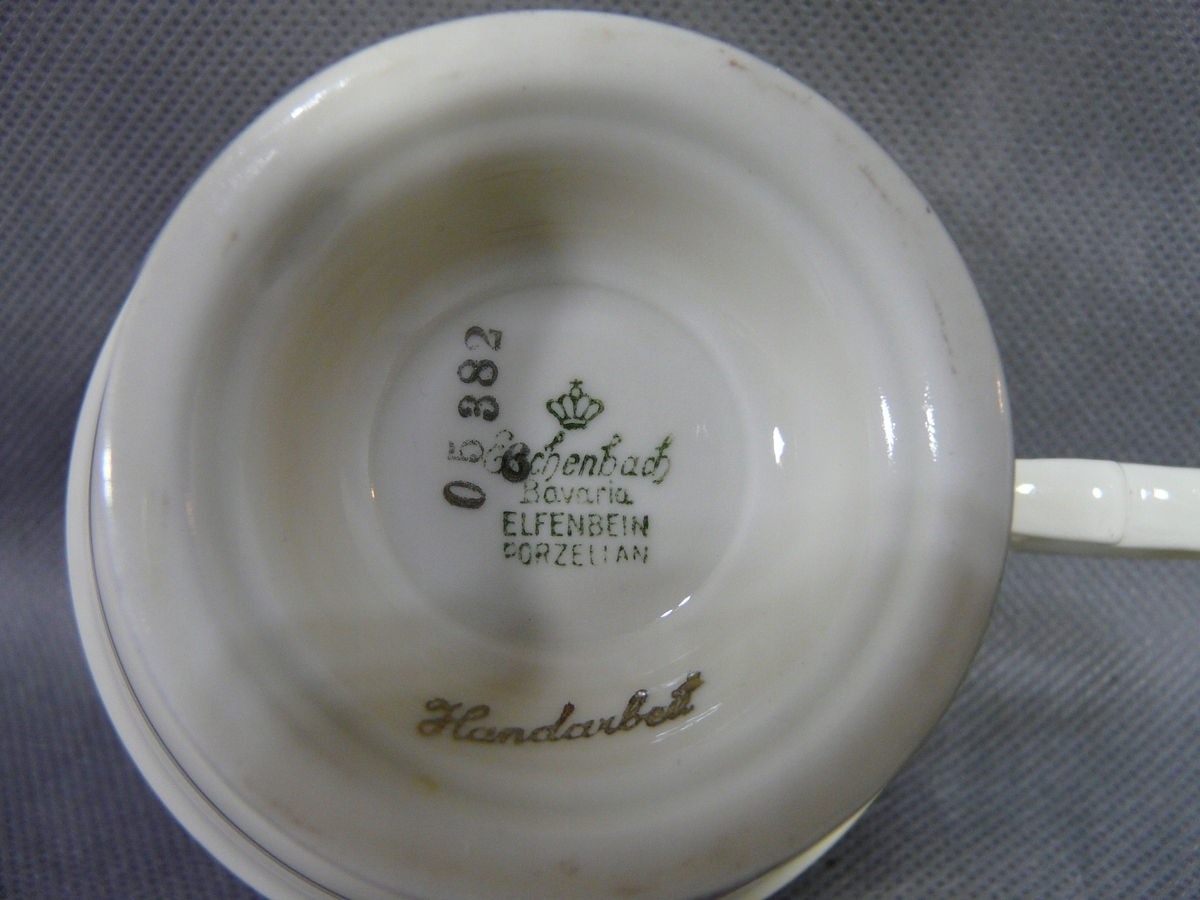 Eschenbach
Bavaria
ELFENBEIN
PORZELLAN
05382
Handarbeit